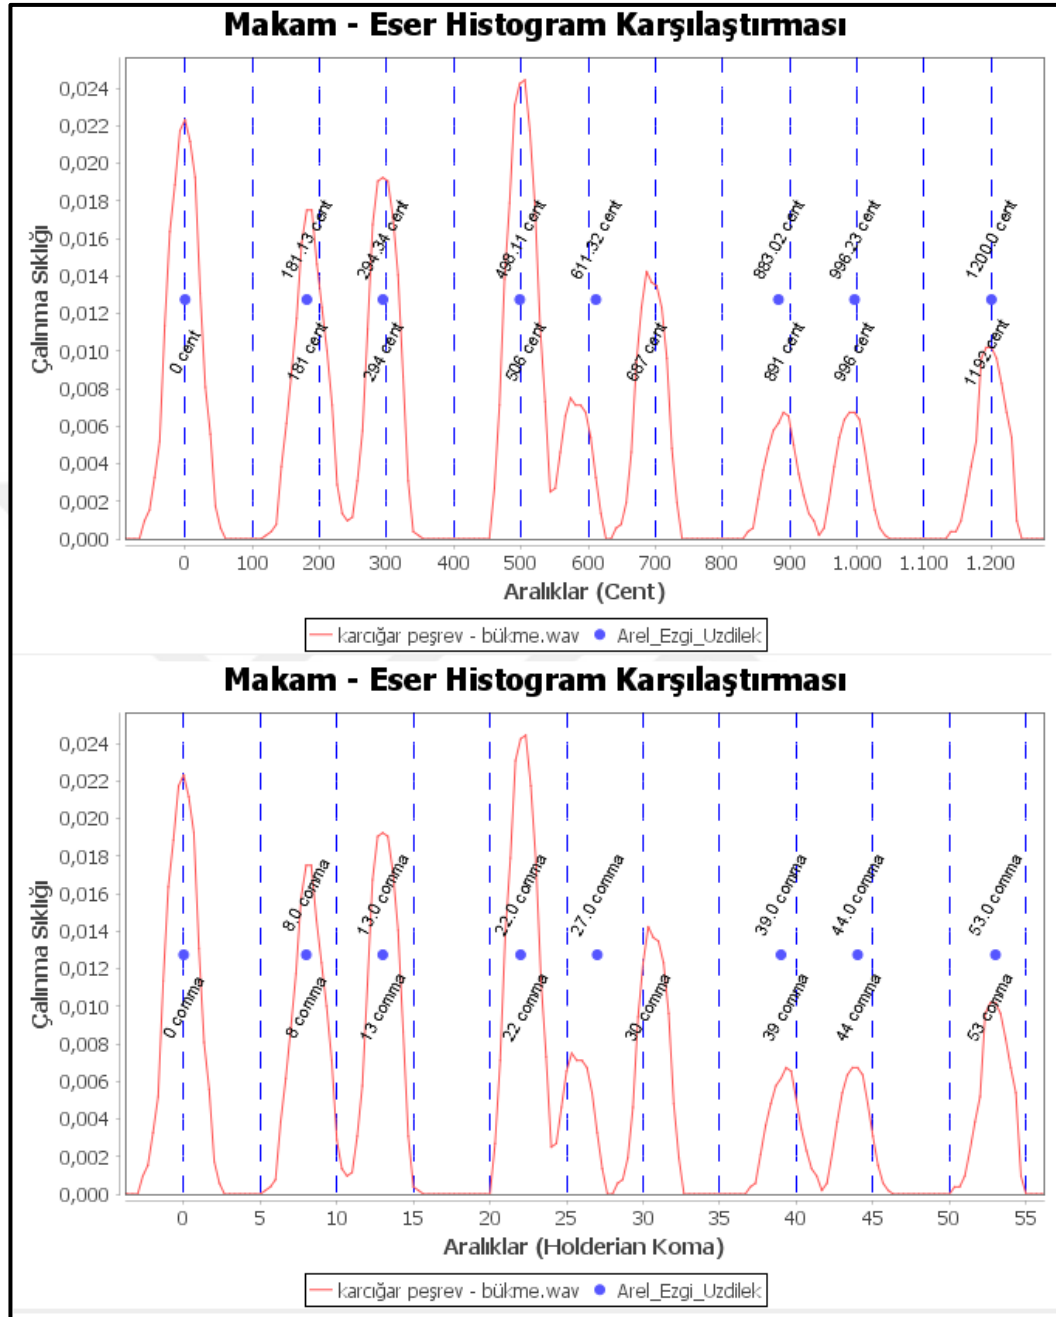 Makam - Eser Histogram Karşılaştırması
Çalınma Sıklığı
0,024
0,022
0,020
0,018
0,016
0,014
0,012
0,010
0,008
0,006
0,004
0,002
0,000
181.13 cent
294.34 cent
498.11 cent
611.32 cent
883.02 cent
996.23 cent
1200.0 cent
0 cent
181 cent
294 cent
506 cent
687 cent
891 cent
996 cent
1192 cent
0 100 200 300 400 500 600 700 800 900 1.000 1.100 1.200
Aralıklar (Cent)
karcığar peşrev - bükme.wav Arel_Ezgi_Uzdilek
Makam - Eser Histogram Karşılaştırması
Çalınma Sıklığı
0,024
0,022
0,020
0,018
0,016
0,014
0,012
0,010
0,008
0,006
0,004
0,002
0,000
8.0 comma
13.0 comma
22.0 comma
27.0 comma
39.0 comma
44.0 comma
53.0 comma
0 comma
8 comma
13 comma
22 comma
30 comma
39 comma
44 comma
53 comma
0 5 10 15 20 25 30 35 40 45 50 55
Aralıklar (Holderian Koma)
karcığar peşrev - bükme.wav Arel_Ezgi_Uzdilek